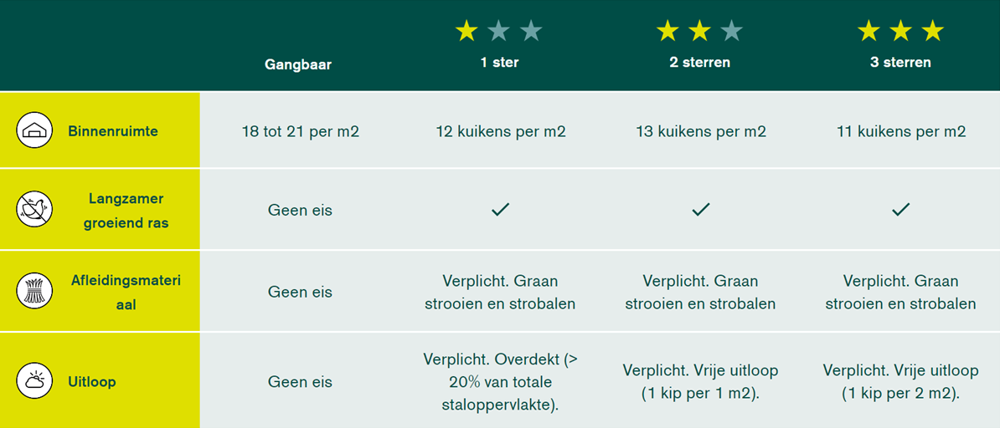 Gangbaar
1 ster
2 sterren
3 sterren
Binnenruimte
18 tot 21 per m2
12 kuikens per m2
13 kuikens per m2
11 kuikens per m2
Langzamer
groeiend ras
Geen eis
Afleidingsmateri
aal
Geen eis
Verplicht. Graan
strooien en strobalen
Verplicht. Graan
strooien en strobalen
Verplicht. Graan
strooien en strobalen
Uitloop
Geen eis
Verplicht. Overdekt (>
20% van totale
staloppervlakte).
Verplicht. Vrije uitloop
(1 kip per 1 m2).
Verplicht. Vrije uitloop
(1 kip per 2 m2).